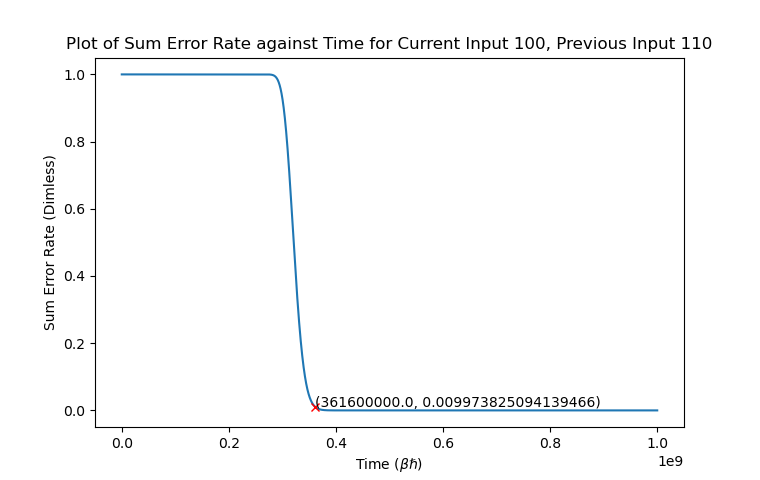 Plot of Sum Error Rate against Time for Current Input 100, Previous Input 110
1.0
0.8
0.6
0.4
0.2
0.0
Sum Error Rate (Dimless)
(361600000.0, 0.009973825094139466)
0.0 0.2 0.4 0.6 0.8 1.0
1e9
Time (βħ)